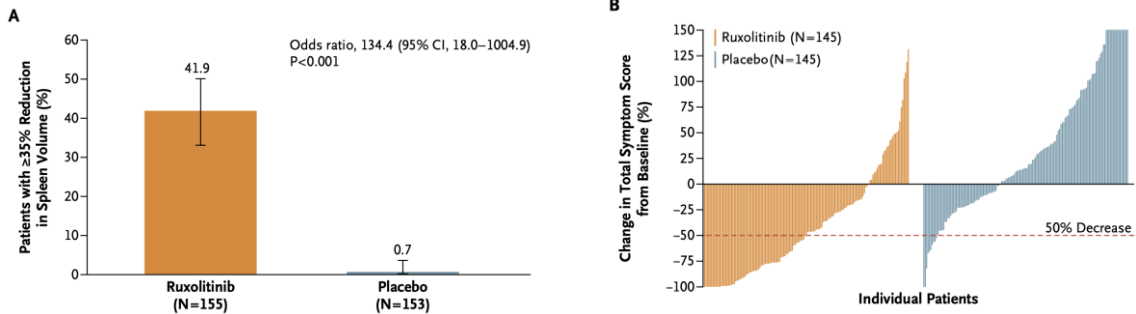 A
Patients with ≥35% Reduction
in Spleen Volume (%)
60
50
40
30
20
10
0
Odds ratio, 134.4 (95% CI, 18.0–1004.9)
P<0.001
41.9
0.7
Ruxolitinib
(N=155)
Placebo
(N=153)
B
Change in Total Symptom Score
from Baseline (%)
150
125
100
75
50
25
0
−25
−50
−75
−100
Ruxolitinib (N=145)
Placebo(N=145)
50% Decrease
Individual Patients